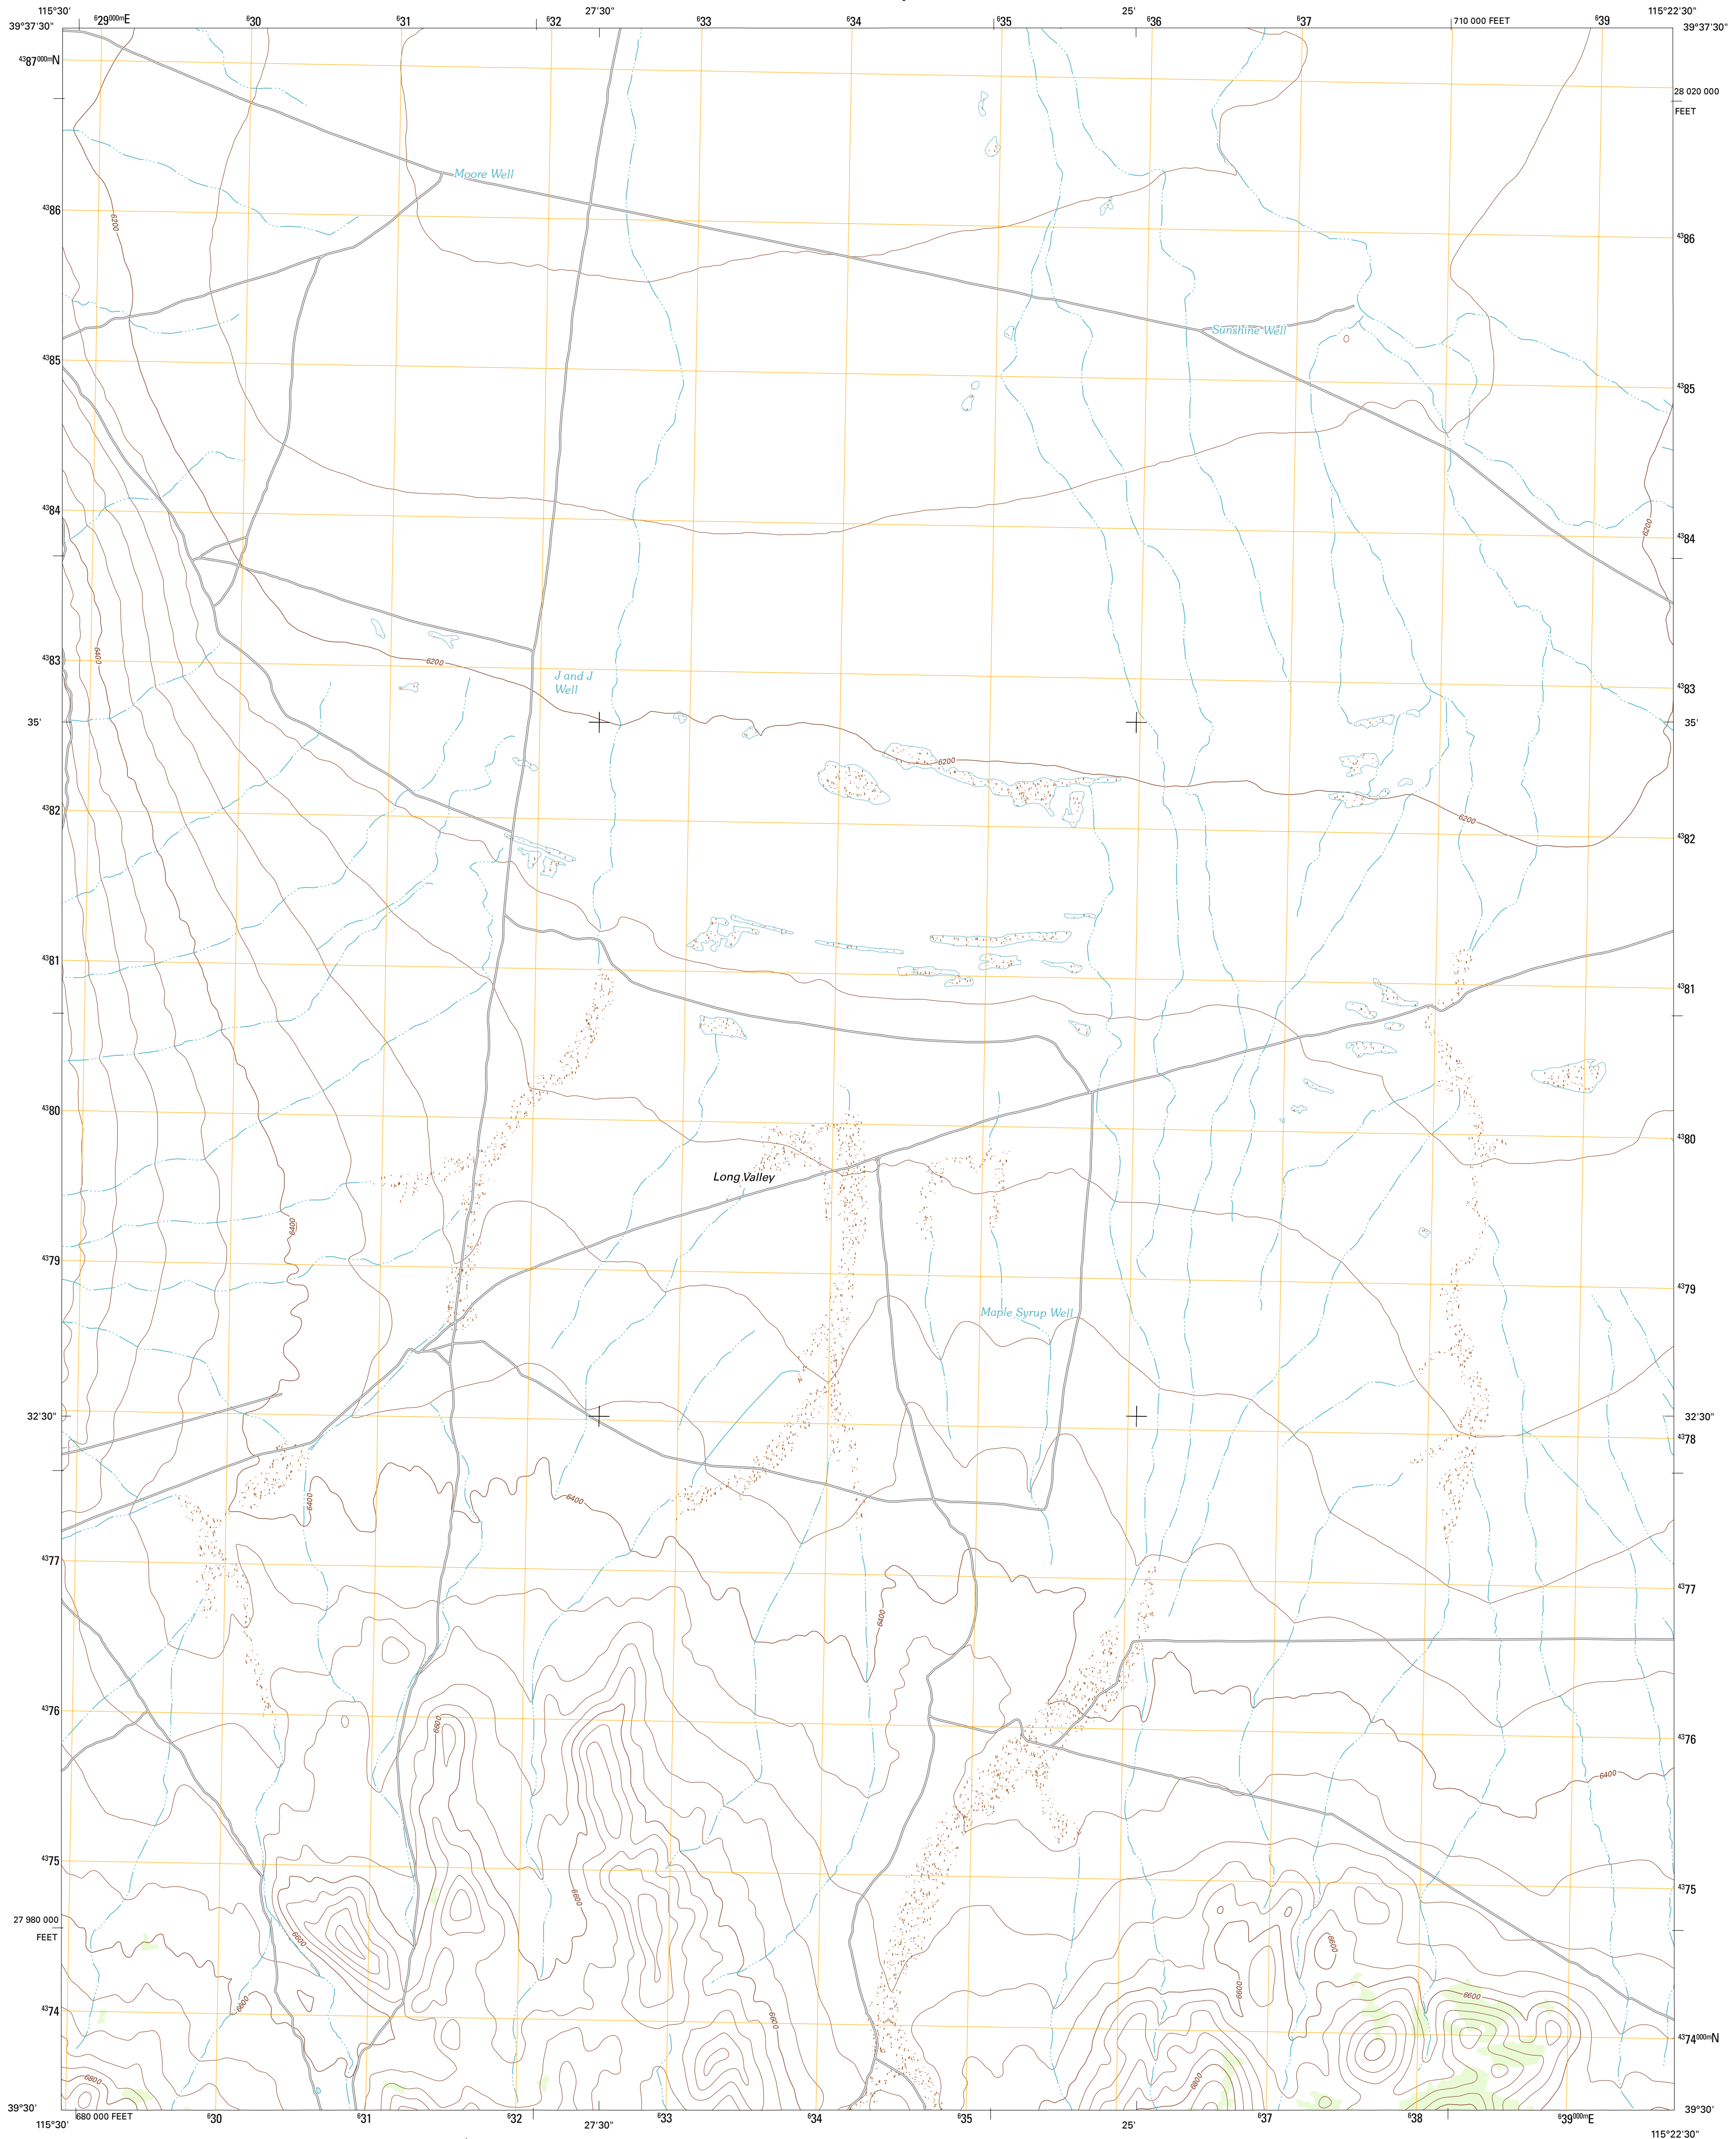 115°30' 27'30" 25' 115°22'30"
39°37'30" 629000mE 630 631 632 633 634 635 636 637 710 000 FEET 639 39°37'30"
4387000mN
28 020 000
FEET
Moore Well
4386 6200 4386
Sunshine Well
4385 4385
4384 6200 4384
4383 6400 6200 4383
J and J
Well
35' 35'
6200
4382 6200 4382
4381 4381
4380 4380
Long Valley
6400
4379 4379
Maple Syrup Well
32'30" 32'30"
4378
6400 6400
4377 4377
6400
4376 6600 4376
6400
4375 4375
6600
27 980 000
FEET
6600 6600
6600 6600
4374 6600 6600 4374000mN
6800 6800
39°30' 39°30'
680 000 FEET 630 631 632 633 634 635 637 638 639000mE
115°30' 27'30" 25' 115°22'30"